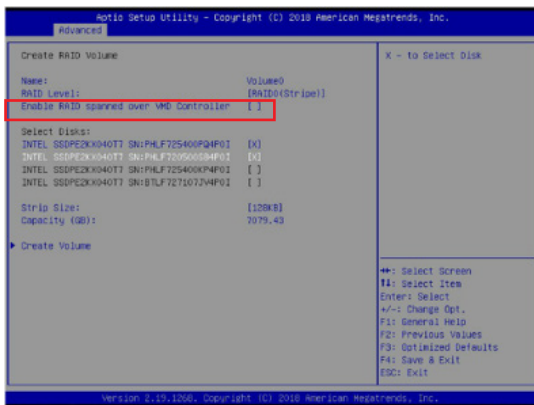 Aptio Setup Utility - Copyright (C) 2018 American Megatrends, Inc.
Advanced
Create RAID Volume
Name: Volume0
RAID Level: [RAID0(Stripe)]
Enable RAID spanned over VMD Controller [ ]
Select Disks:
INTEL SSDPE2KX040T7 SN:PHLF725400PQ4P0I [X]
INTEL SSDPE2KX040T7 [X]
INTEL SSDPE2KX040T7 SN:PHLF725400KP4P0I [ ]
INTEL SSDPE2KX040T7 SN:BTLF727107JV4P0I [ ]
Strip Size: [128KB]
Capacity (GB): 7079.43
Create Volume
X - to Select Disk
→←: Select Screen
↑↓: Select Item
Enter: Select
+/-: Change Opt.
F1: General Help
F2: Previous Values
F3: Optimized Defaults
F4: Save & Exit
ESC: Exit
Version 2.19.1268. Copyright (C) 2018 American Megatrends, Inc.